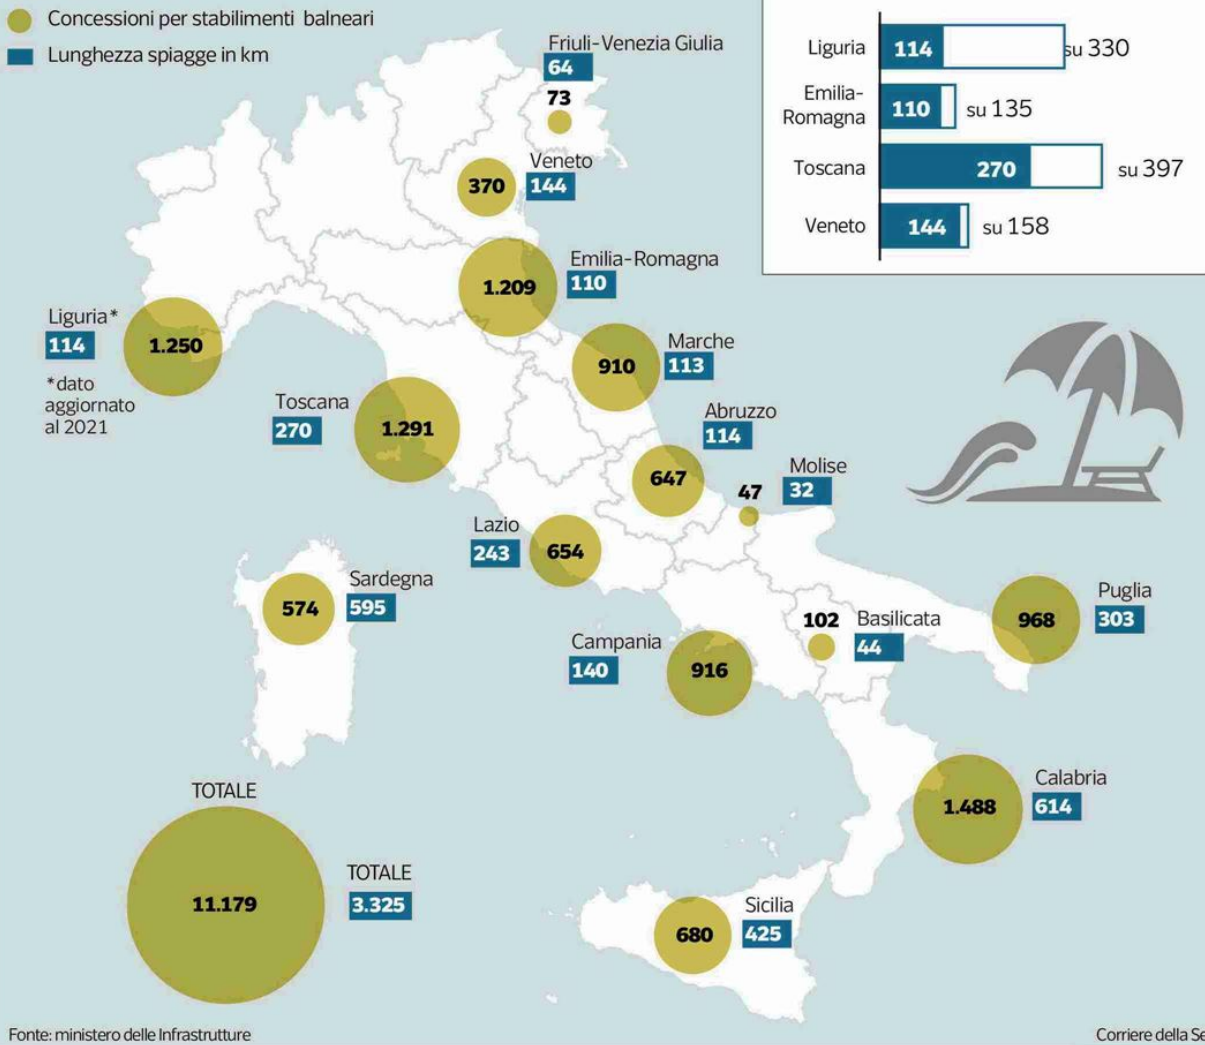 Concessioni per stabilimenti balneari
Lunghezza spiagge in km
Liguria
114
su 330
Emilia-
Romagna
110
su 135
Toscana
270
su 397
Veneto
144
su 158
Friuli-Venezia Giulia
64
73
Veneto
370
144
Emilia-Romagna
1.209
110
Liguria*
114
1.250
*dato
aggiornato
al 2021
Marche
910
113
Toscana
270
1.291
Abruzzo
114
647
Molise
47
32
Lazio
243
654
Sardegna
574
595
Puglia
968
303
102
Basilicata
44
Campania
140
916
Calabria
1.488
614
TOTALE
11.179
TOTALE
3.325
Sicilia
680
425
Fonte: ministero delle Infrastrutture
Corriere della Se